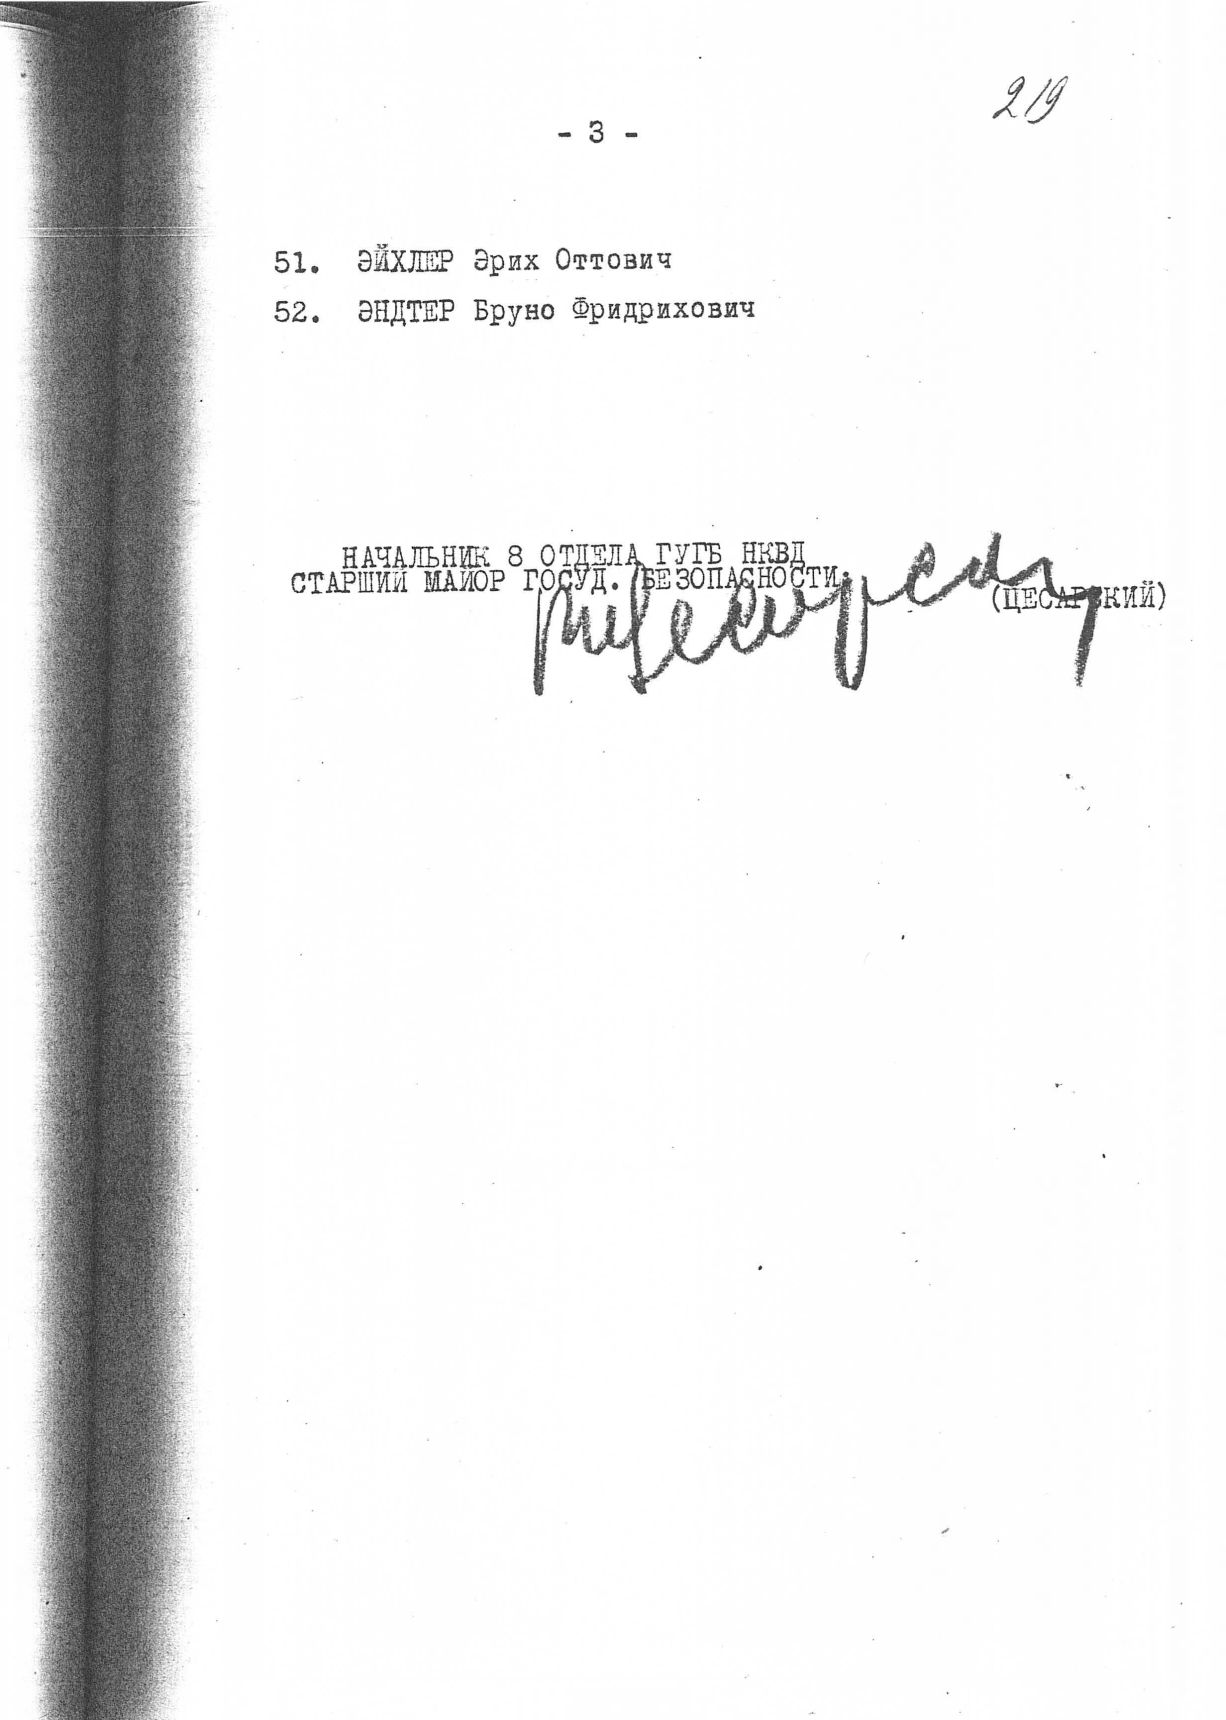 219
- 3 -
51. ЭЙХЛЕР Эрих Оттович
52. ЭНДТЕР Бруно Фридрихович
НАЧАЛЬНИК 8 ОТДЕЛА ГУГБ НКВД
СТАРШИЙ МАЙОР ГОСУД. БЕЗОПАСНОСТИ:
(ЦЕСАРСКИЙ)